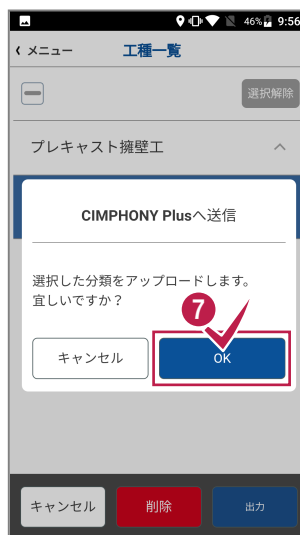 46% 9:56
メニュー 工種一覧
選択解除
プレキャスト擁壁工
CIMPHONY Plusへ送信
選択した分類をアップロードします。
宜しいですか？
7
キャンセル OK
キャンセル 削除 出力